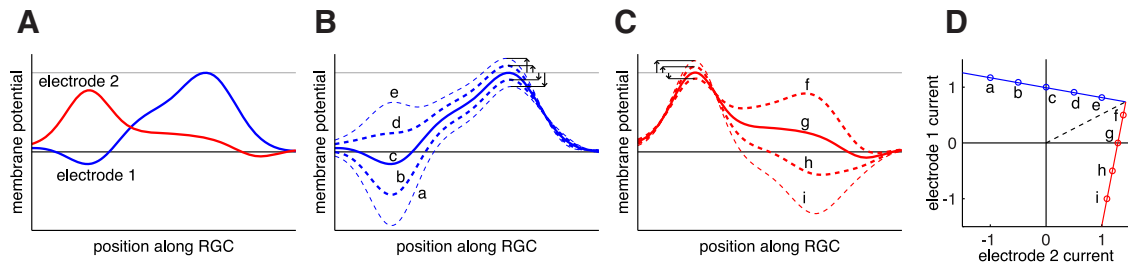 A
membrane potential
electrode 2
electrode 1
position along RGC
B
membrane potential
e
d
c
b
a
position along RGC
C
membrane potential
f
g
h
i
position along RGC
D
electrode 1 current
1
0
-1
a
b
c
d
e
f
g
h
i
-1
0
1
electrode 2 current